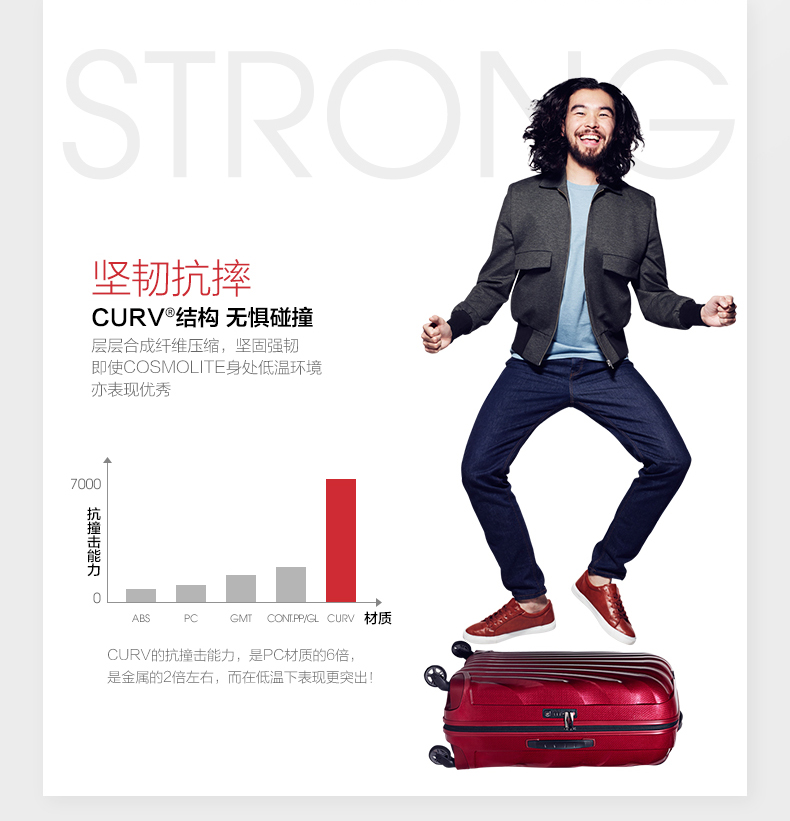 STRONG
坚韧抗摔
CURV®结构 无惧碰撞
层层合成纤维压缩，坚固强韧
即使COSMOLITE身处低温环境
亦表现优秀
7000
抗撞击能力
0
ABS PC GMT CONT.PP/GL CURV 材质
CURV的抗撞击能力，是PC材质的6倍，
是金属的2倍左右，而在低温下表现更突出！